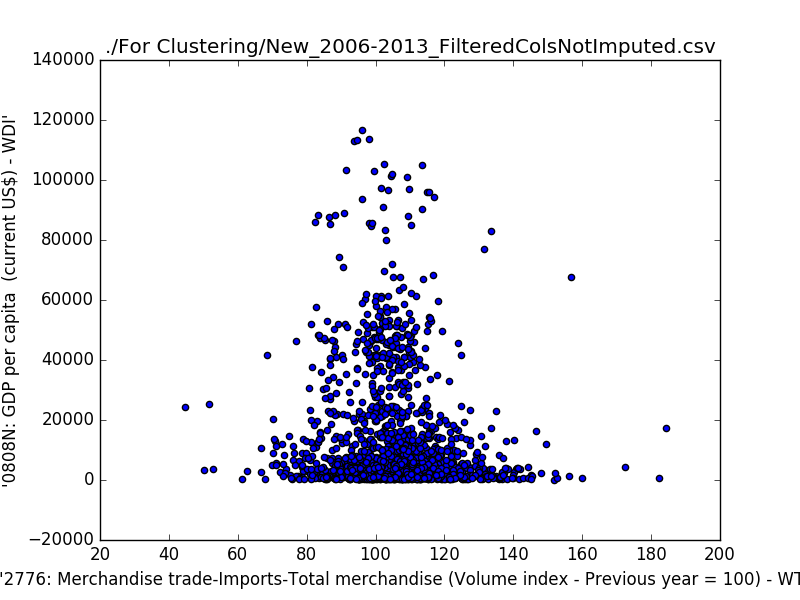 ./For Clustering/New_2006-2013_FilteredColsNotImputed.csv
'0808N: GDP per capita  (current US$) - WDI'
140000
120000
100000
80000
60000
40000
20000
0
−20000
20 40 60 80 100 120 140 160 180 200
'2776: Merchandise trade-Imports-Total merchandise (Volume index - Previous year = 100) - WT